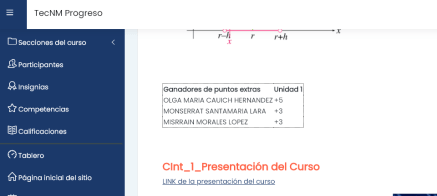 TecNM Progreso
Secciones del curso
Participantes
Insignias
Competencias
Calificaciones
Tablero
Página inicial del sitio
r-h r r+h x
x
Ganadores de puntos extras Unidad 1
OLGA MARIA CAUICH HERNANDEZ +5
MONSERRAT SANTAMARIA LARA +3
MISRRAIN MORALES LOPEZ +3
CInt_1_Presentación del Curso
LINK de la presentación del curso